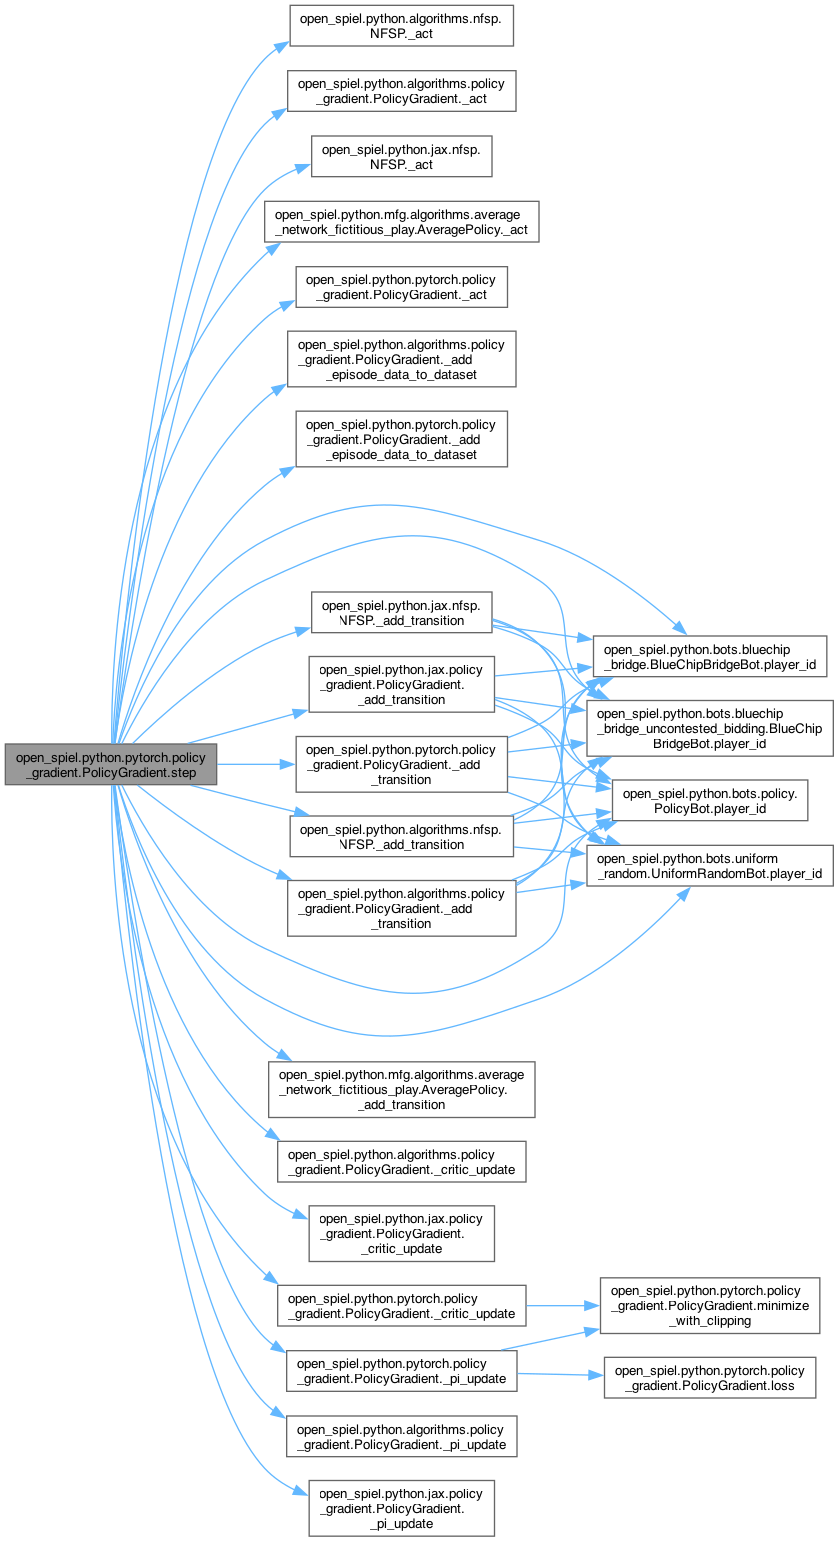 open_spiel.python.algorithms.nfsp.
NFSP._act
open_spiel.python.algorithms.policy
_gradient.PolicyGradient._act
open_spiel.python.jax.nfsp.
NFSP._act
open_spiel.python.mfg.algorithms.average
_network_fictitious_play.AveragePolicy._act
open_spiel.python.pytorch.policy
_gradient.PolicyGradient._act
open_spiel.python.algorithms.policy
_gradient.PolicyGradient._add
_episode_data_to_dataset
open_spiel.python.pytorch.policy
_gradient.PolicyGradient._add
_episode_data_to_dataset
open_spiel.python.jax.nfsp.
NFSP._add_transition
open_spiel.python.bots.bluechip
_bridge.BlueChipBridgeBot.player_id
open_spiel.python.jax.policy
_gradient.PolicyGradient.
_add_transition
open_spiel.python.bots.bluechip
_bridge_uncontested_bidding.BlueChip
BridgeBot.player_id
open_spiel.python.pytorch.policy
_gradient.PolicyGradient.step
open_spiel.python.pytorch.policy
_gradient.PolicyGradient._add
_transition
open_spiel.python.bots.policy.
PolicyBot.player_id
open_spiel.python.algorithms.nfsp.
NFSP._add_transition
open_spiel.python.bots.uniform
_random.UniformRandomBot.player_id
open_spiel.python.algorithms.policy
_gradient.PolicyGradient._add
_transition
open_spiel.python.mfg.algorithms.average
_network_fictitious_play.AveragePolicy.
_add_transition
open_spiel.python.algorithms.policy
_gradient.PolicyGradient._critic_update
open_spiel.python.jax.policy
_gradient.PolicyGradient.
_critic_update
open_spiel.python.pytorch.policy
_gradient.PolicyGradient._critic_update
open_spiel.python.pytorch.policy
_gradient.PolicyGradient.minimize
_with_clipping
open_spiel.python.pytorch.policy
_gradient.PolicyGradient._pi_update
open_spiel.python.pytorch.policy
_gradient.PolicyGradient.loss
open_spiel.python.algorithms.policy
_gradient.PolicyGradient._pi_update
open_spiel.python.jax.policy
_gradient.PolicyGradient.
_pi_update